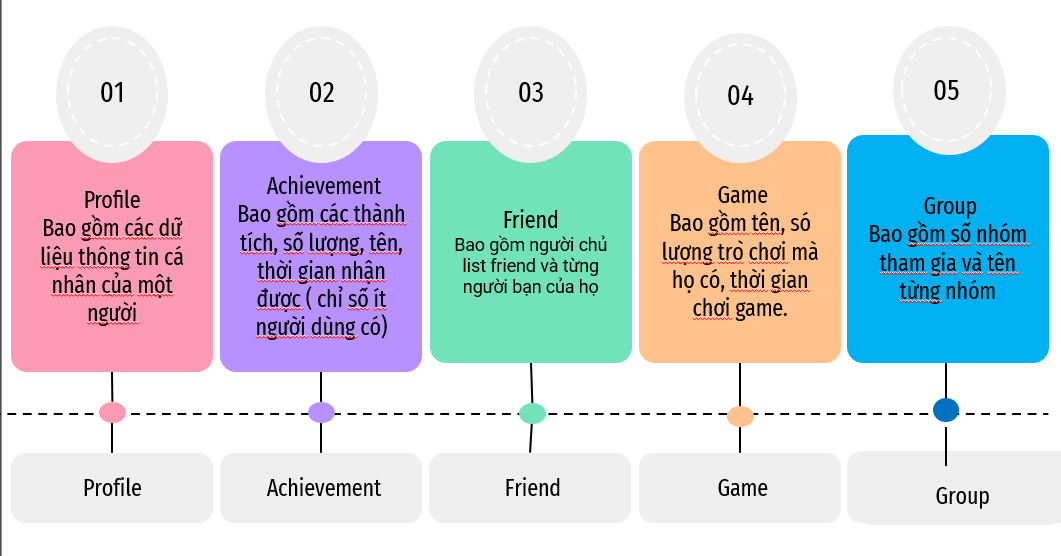 01
02
03
04
05
Profile
Bao gồm các dữ
liệu thông tin cá
nhân của một
người
Achievement
Bao gồm các thành
tích, số lượng, tên,
thời gian nhận
được ( chỉ số ít
người dùng có)
Friend
Bao gồm người chủ
list friend và từng
người bạn của họ
Game
Bao gồm tên, só
lượng trò chơi mà
họ có, thời gian
chơi game.
Group
Bao gồm số nhóm
tham gia và tên
từng nhóm
Profile
Achievement
Friend
Game
Group